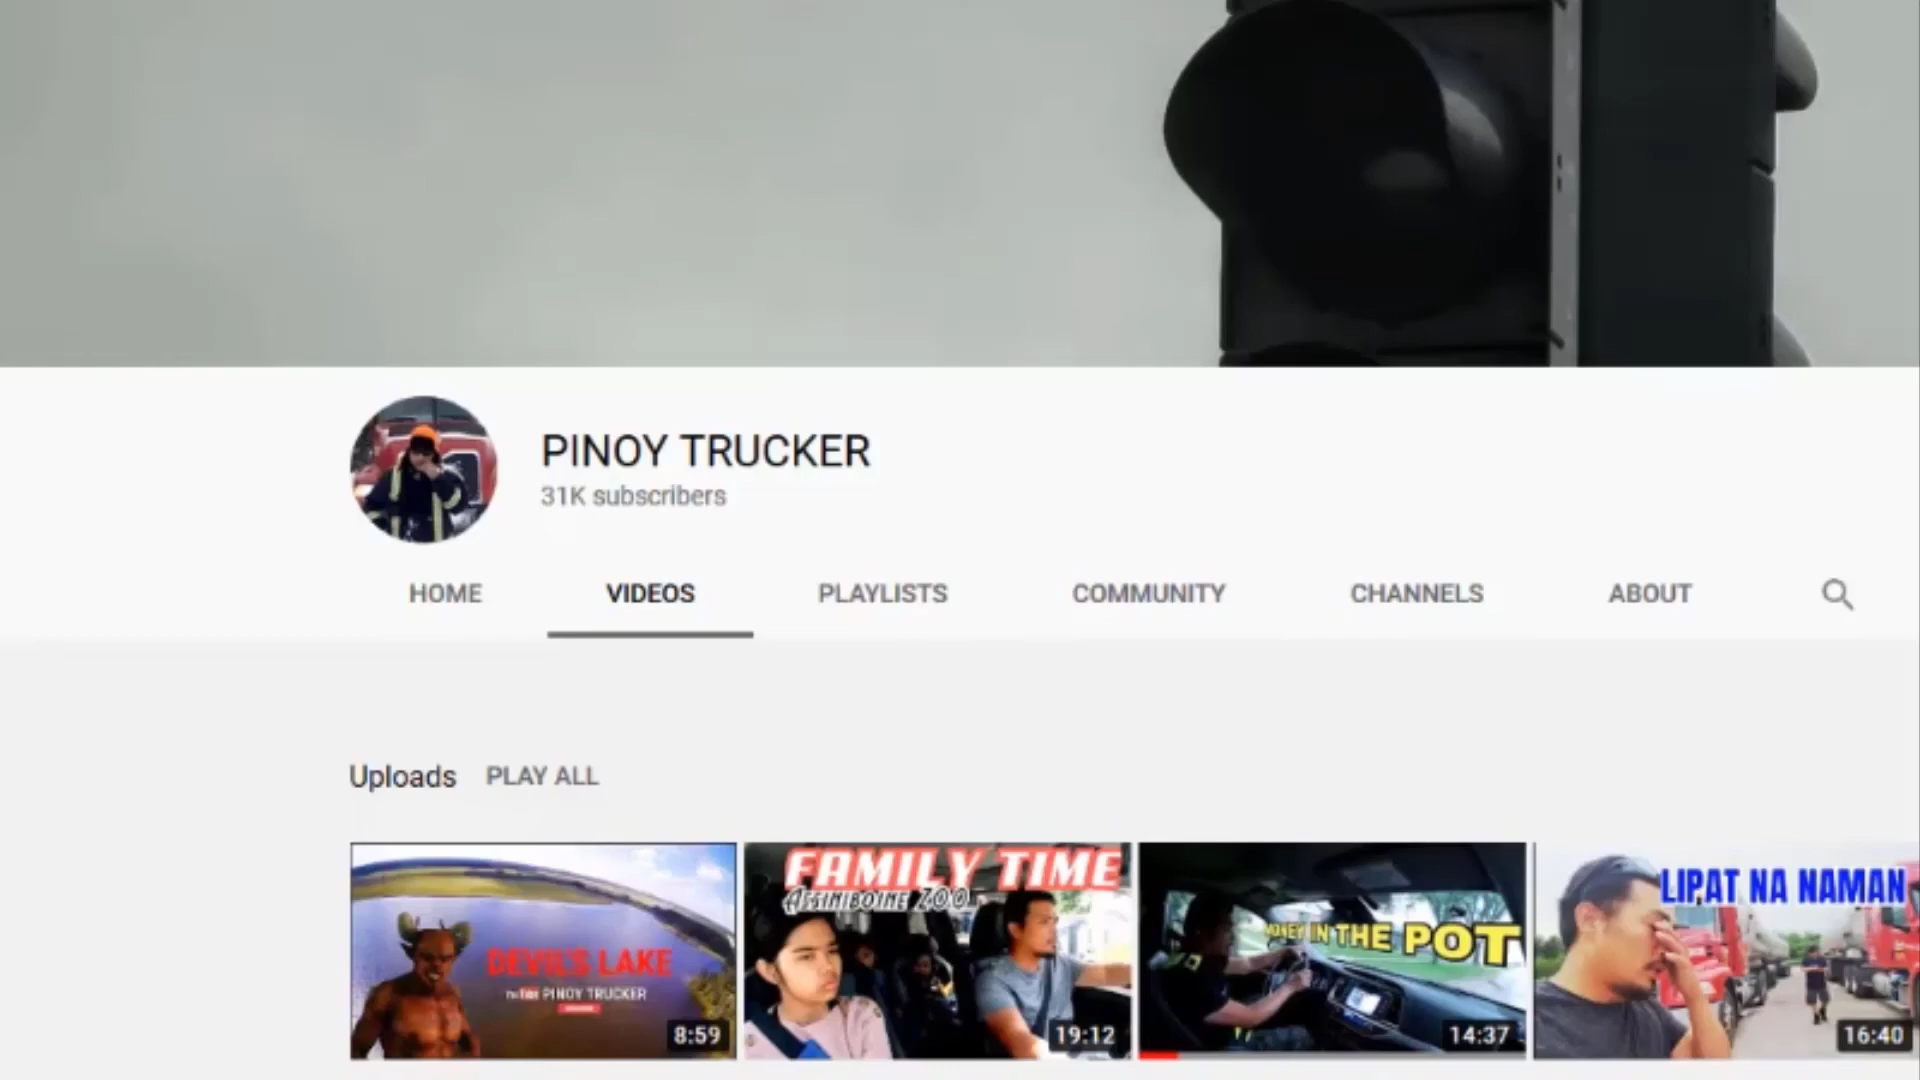 PINOY TRUCKER
31K subscribers
HOME VIDEOS PLAYLISTS COMMUNITY CHANNELS ABOUT
Uploads PLAY ALL
DEVIL'S LAKE
PINOY TRUCKER
8:59
FAMILY TIME
ASSINIBOINE ZOO
19:12
MONEY IN THE POT
14:37
LIPAT NA NAMAN
16:40